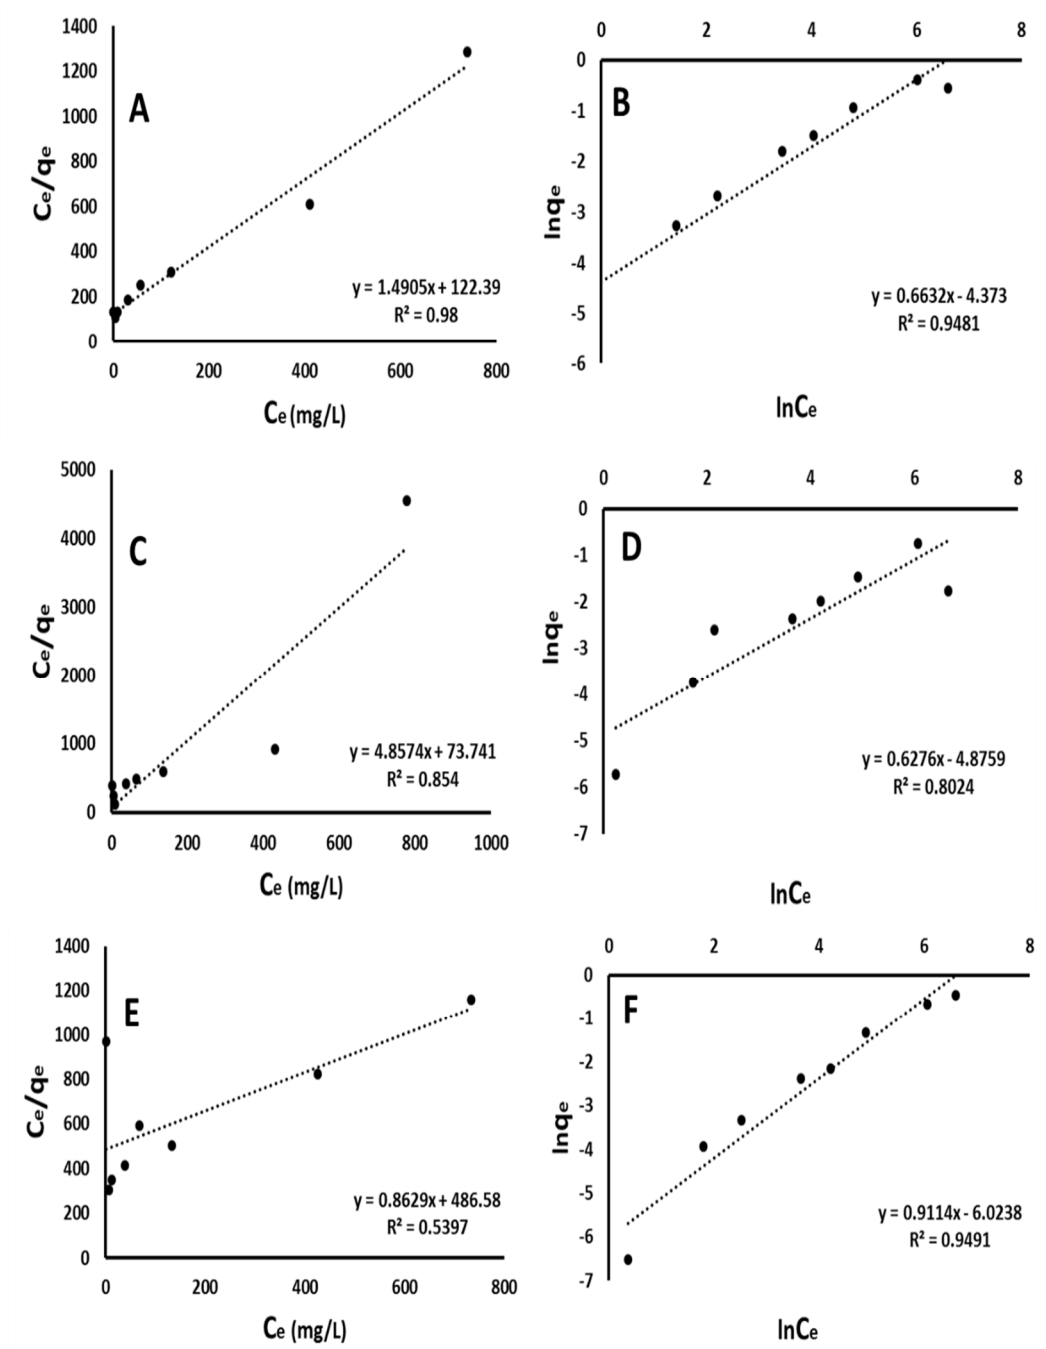 A
Ce/qe
1400
1200
1000
800
600
400
200
0
0 200 400 600 800
y = 1.4905x + 122.39
R² = 0.98
Ce (mg/L)
B
0 2 4 6 8
lnqe
0
-1
-2
-3
-4
-5
-6
y = 0.6632x - 4.373
R² = 0.9481
lnCe
C
Ce/qe
5000
4000
3000
2000
1000
0
0 200 400 600 800 1000
y = 4.8574x + 73.741
R² = 0.854
Ce (mg/L)
D
0 2 4 6 8
lnqe
0
-1
-2
-3
-4
-5
-6
-7
y = 0.6276x - 4.8759
R² = 0.8024
lnCe
E
Ce/qe
1400
1200
1000
800
600
400
200
0
0 200 400 600 800
y = 0.8629x + 486.58
R² = 0.5397
Ce (mg/L)
F
0 2 4 6 8
lnqe
0
-1
-2
-3
-4
-5
-6
-7
y = 0.9114x - 6.0238
R² = 0.9491
lnCe